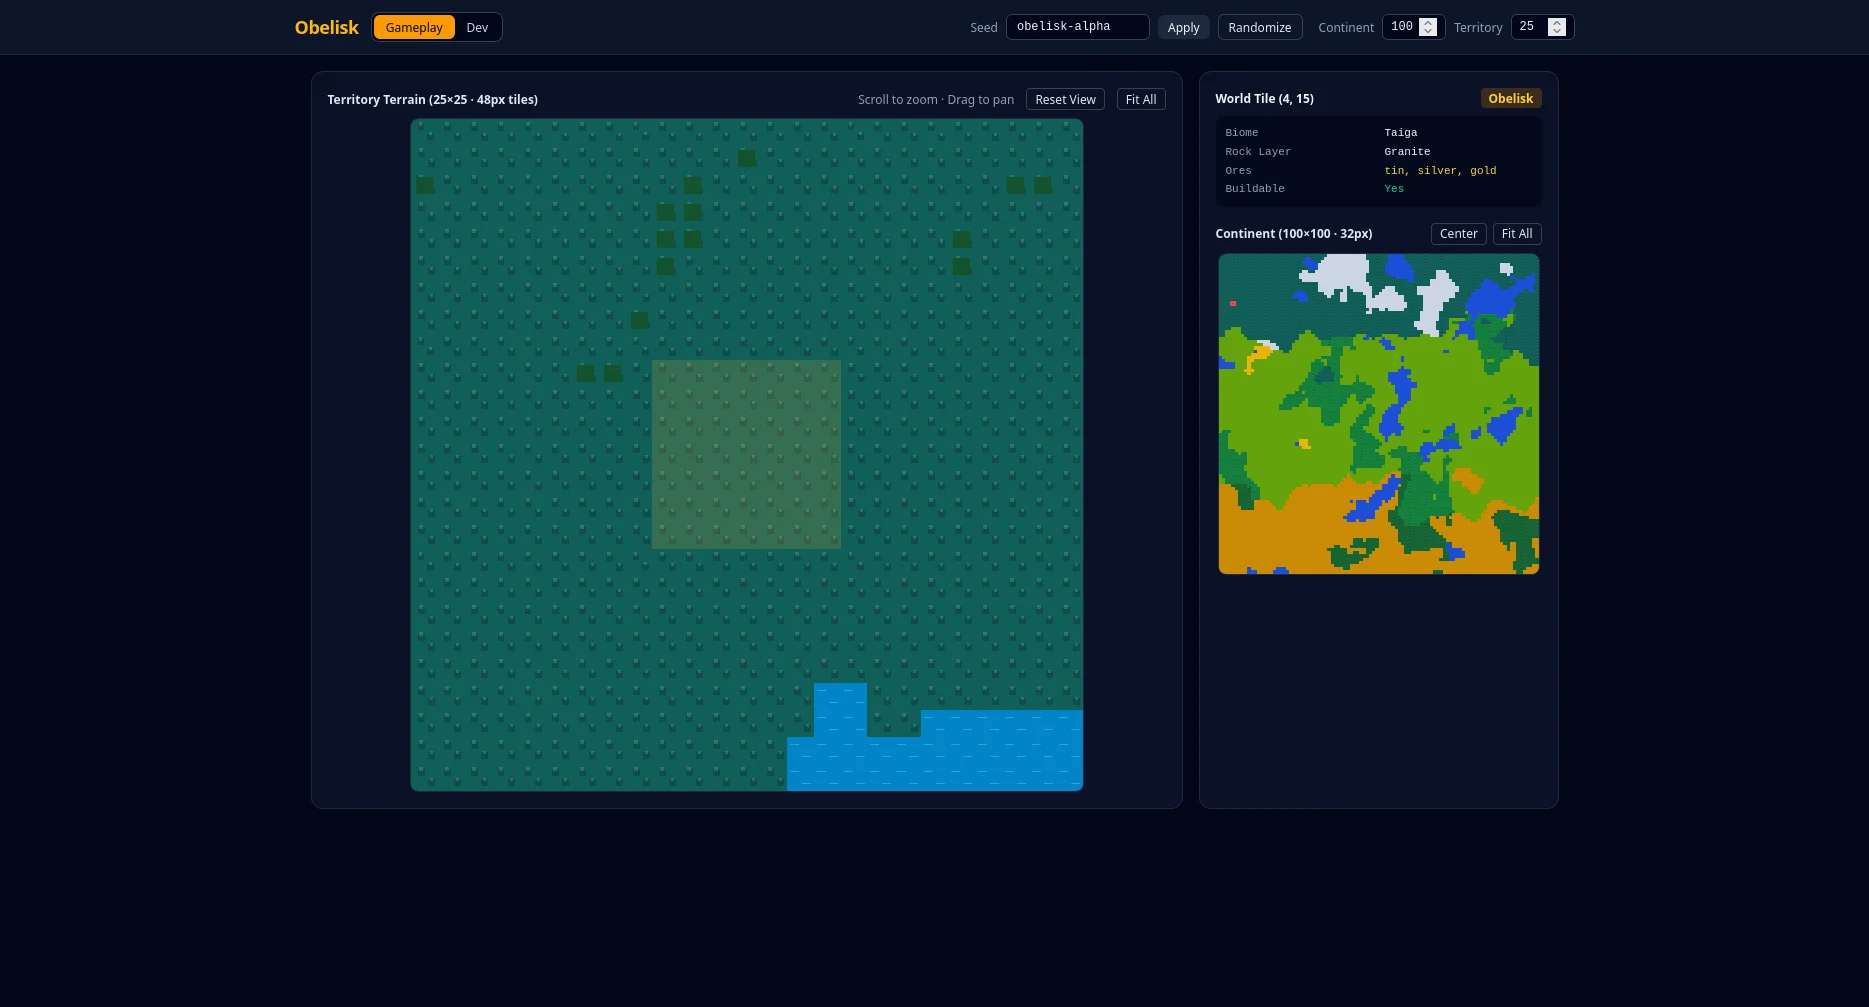 Obelisk Gameplay Dev Seed obelisk-alpha Apply Randomize Continent 100 Territory 25
Territory Terrain (25×25 · 48px tiles) Scroll to zoom · Drag to pan Reset View Fit All
World Tile (4, 15) Obelisk
Biome Taiga
Rock Layer Granite
Ores tin, silver, gold
Buildable Yes
Continent (100×100 · 32px) Center Fit All